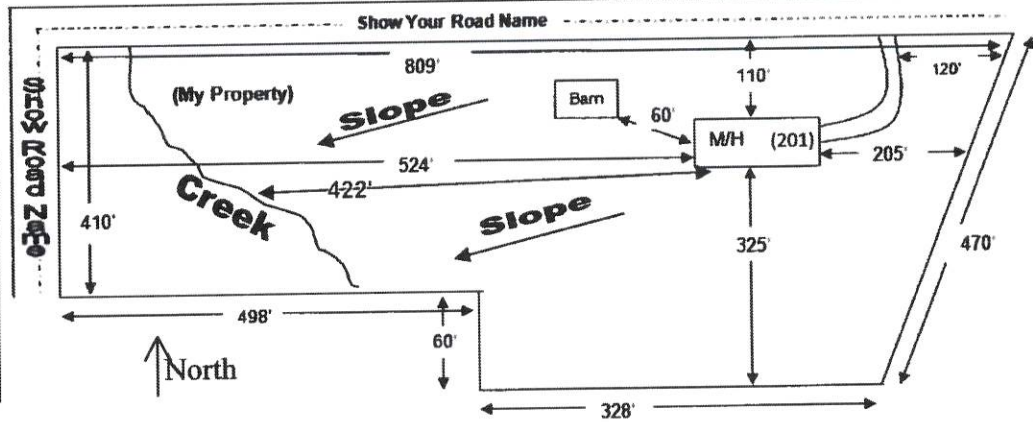 Show Your Road Name
Show Road Name
809'
110'
120'
(My Property)
Slope
Barn
60'
M/H (201)
524'
205'
422'
Creek
410'
Slope
325'
470'
498'
60'
North
328'